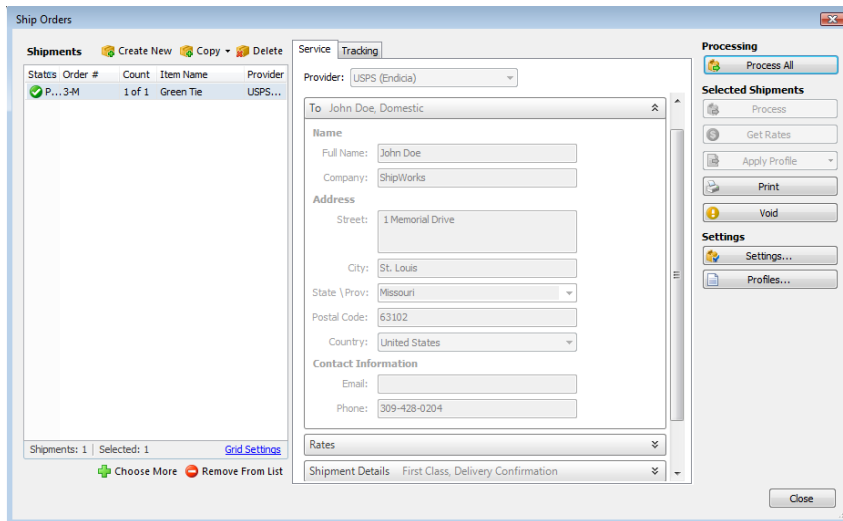 Ship Orders
Shipments Create New Copy Delete
Status Order # Count Item Name Provider
P... 3-M 1 of 1 Green Tie USPS...
Shipments: 1 Selected: 1 Grid Settings
Choose More Remove From List
Service Tracking
Provider: USPS (Endicia)
To John Doe, Domestic
Name
Full Name: John Doe
Company: ShipWorks
Address
Street: 1 Memorial Drive
City: St. Louis
State \ Prov: Missouri
Postal Code: 63102
Country: United States
Contact Information
Email:
Phone: 309-428-0204
Rates
Shipment Details First Class, Delivery Confirmation
Processing
Process All
Selected Shipments
Process
Get Rates
Apply Profile
Print
Void
Settings
Settings...
Profiles...
Close